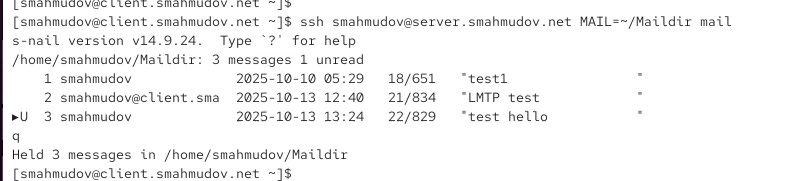 [smahmudov@client.smahmudov.net ~]$
[smahmudov@client.smahmudov.net ~]$ ssh smahmudov@server.smahmudov.net MAIL=~/Maildir mail
s-nail version v14.9.24.  Type `?' for help
/home/smahmudov/Maildir: 3 messages 1 unread
    1 smahmudov             2025-10-10 05:29   18/651   "test1                "
    2 smahmudov@client.sma  2025-10-13 12:40   21/834   "LMTP test            "
▸U  3 smahmudov             2025-10-13 13:24   22/829   "test hello           "
q
Held 3 messages in /home/smahmudov/Maildir
[smahmudov@client.smahmudov.net ~]$